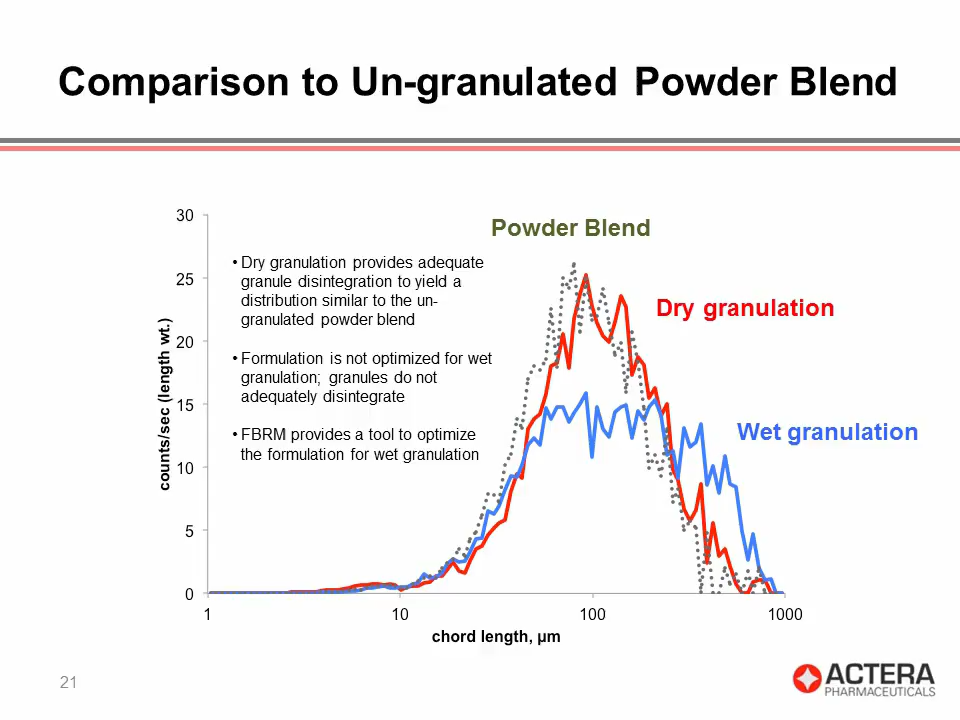 Comparison to Un-granulated Powder Blend
Powder Blend
Dry granulation
Wet granulation
• Dry granulation provides adequate
granule disintegration to yield a
distribution similar to the un-
granulated powder blend
• Formulation is not optimized for wet
granulation; granules do not
adequately disintegrate
• FBRM provides a tool to optimize
the formulation for wet granulation
counts/sec (length wt.)
30
25
20
15
10
5
0
1
10
100
1000
chord length, µm
21
ACTERA
PHARMACEUTICALS